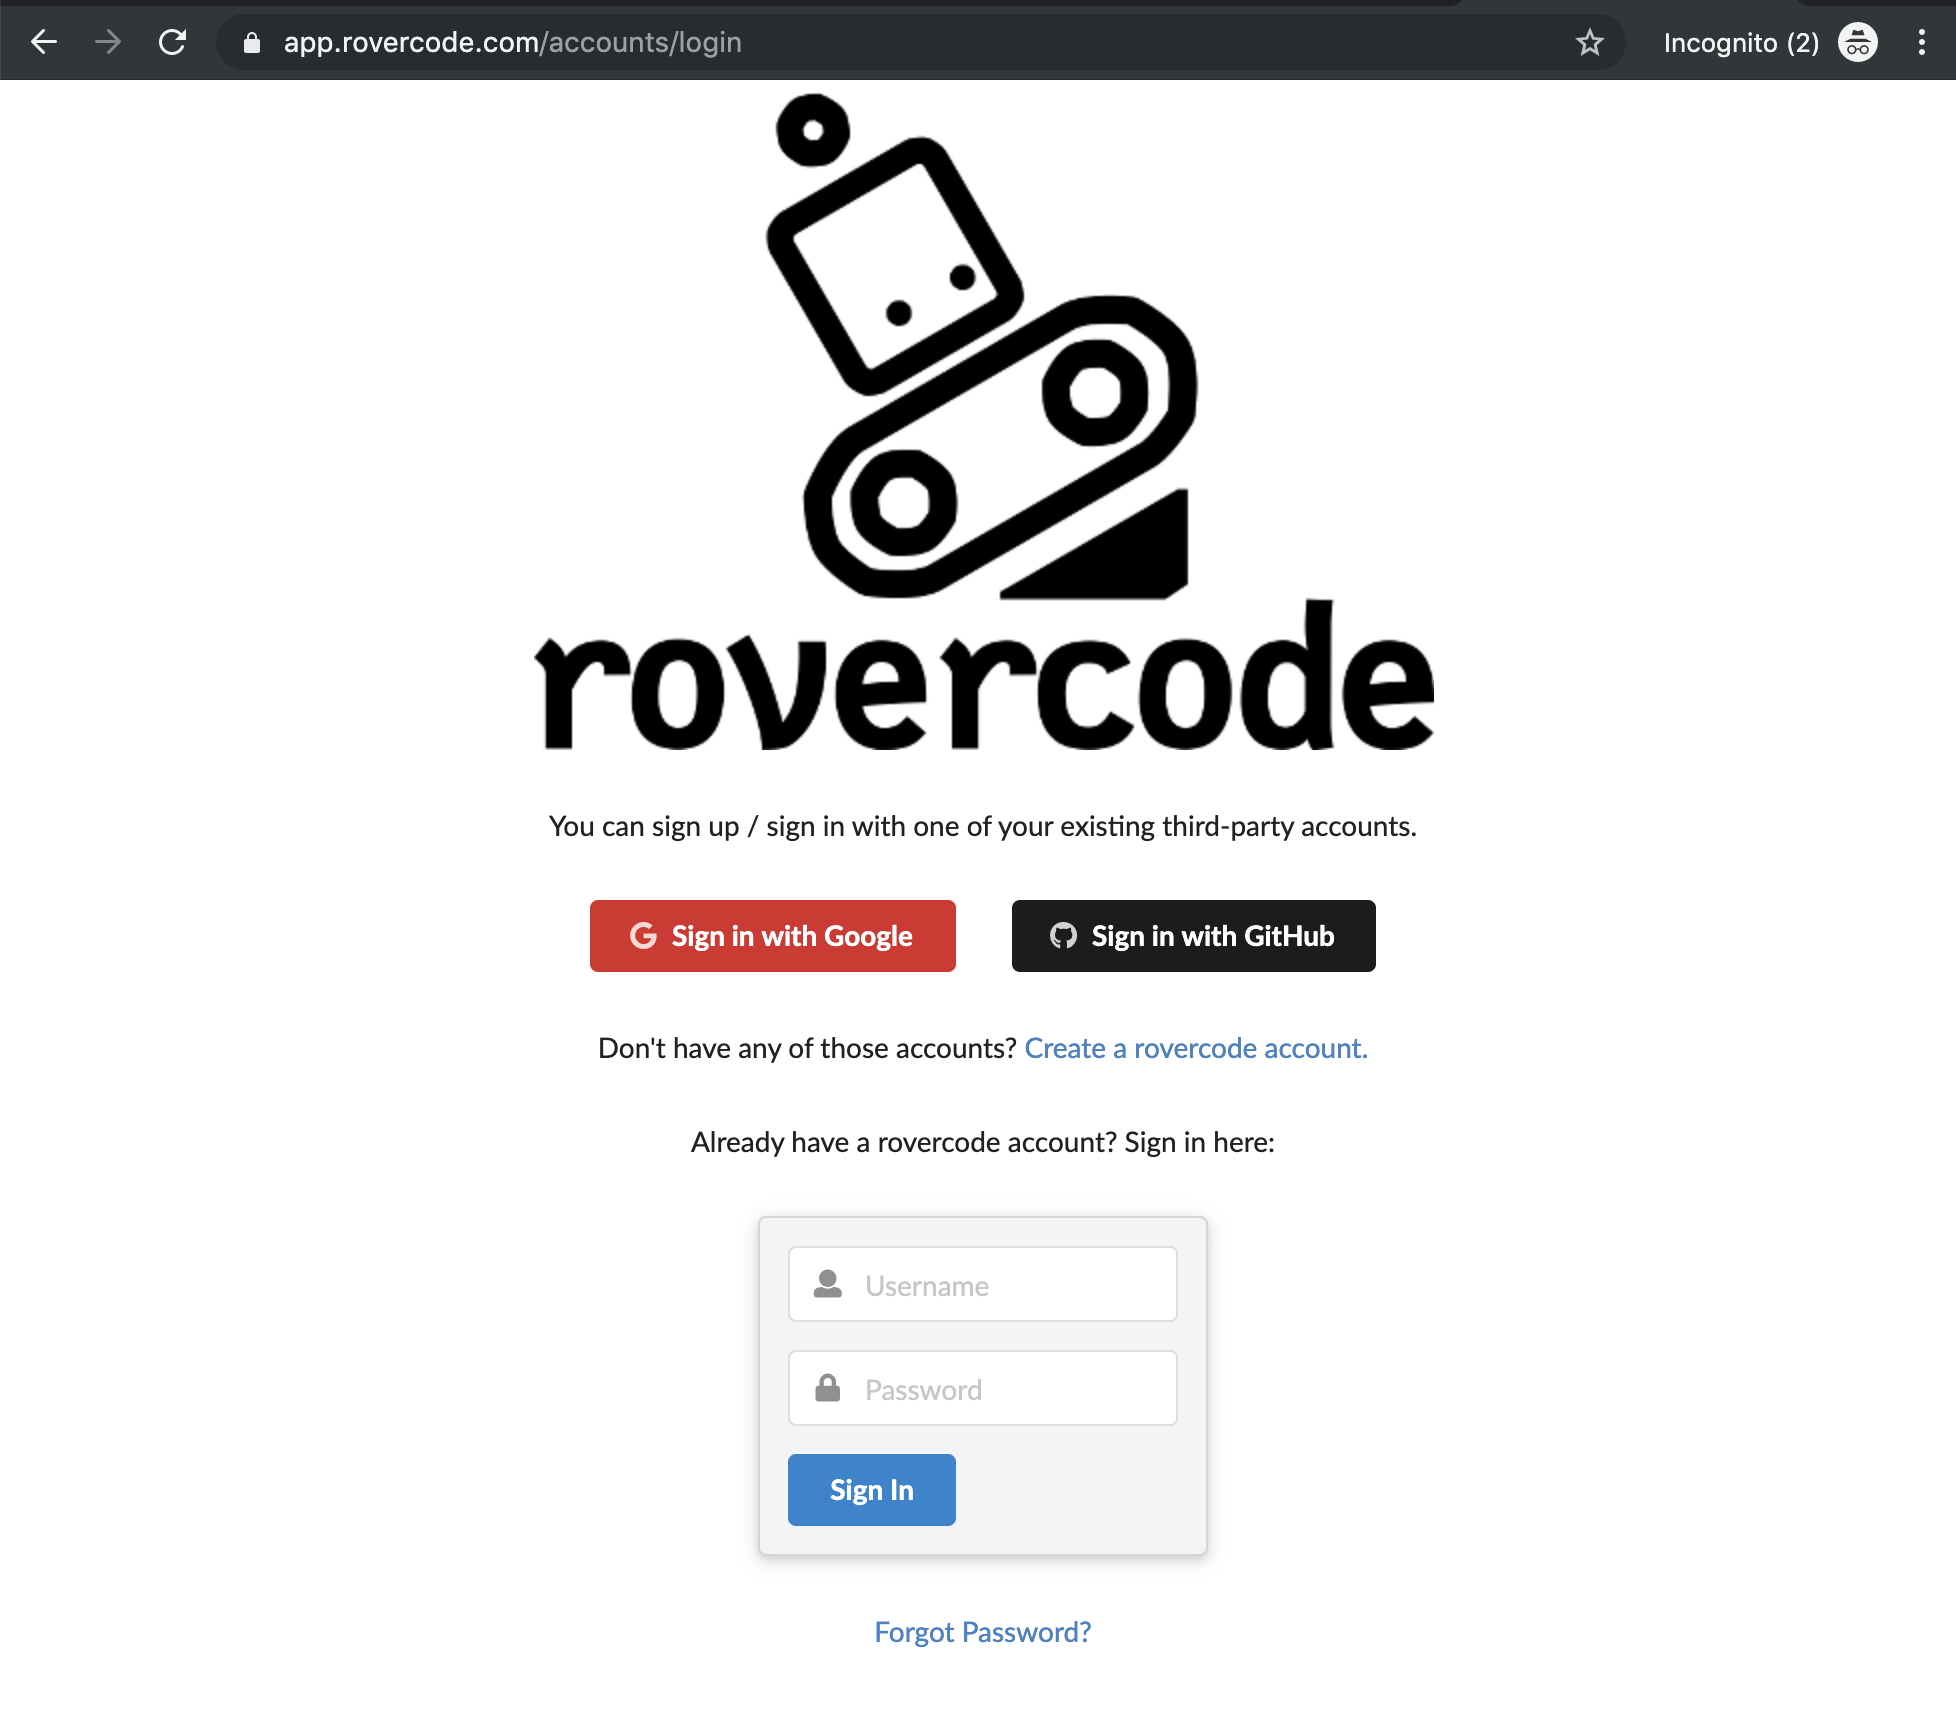 app.rovercode.com/accounts/login
Incognito (2)
rovercode
You can sign up / sign in with one of your existing third-party accounts.
Sign in with Google
Sign in with GitHub
Don't have any of those accounts? Create a rovercode account.
Already have a rovercode account? Sign in here:
Username
Password
Sign In
Forgot Password?